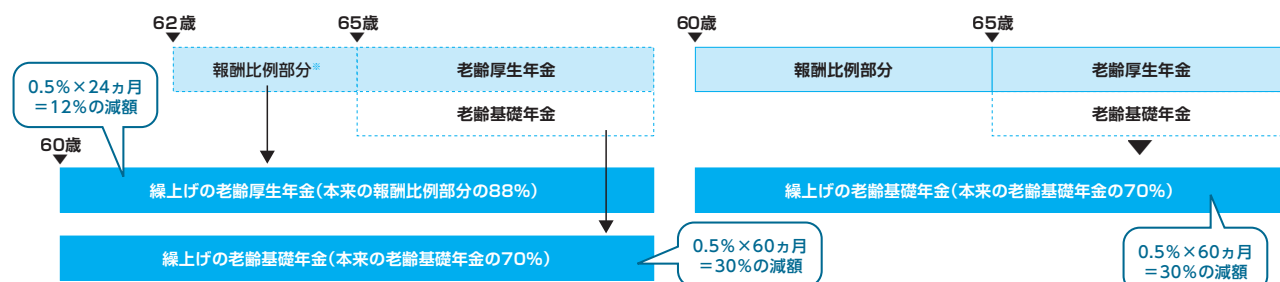 62歳
65歳
報酬比例部分※
老齢厚生年金
老齢基礎年金
0.5%×24ヵ月
＝12%の減額
60歳
繰上げの老齢厚生年金(本来の報酬比例部分の88%)
繰上げの老齢基礎年金(本来の老齢基礎年金の70%)
0.5%×60ヵ月
＝30%の減額
60歳
65歳
報酬比例部分
老齢厚生年金
老齢基礎年金
繰上げの老齢基礎年金(本来の老齢基礎年金の70%)
0.5%×60ヵ月
＝30%の減額